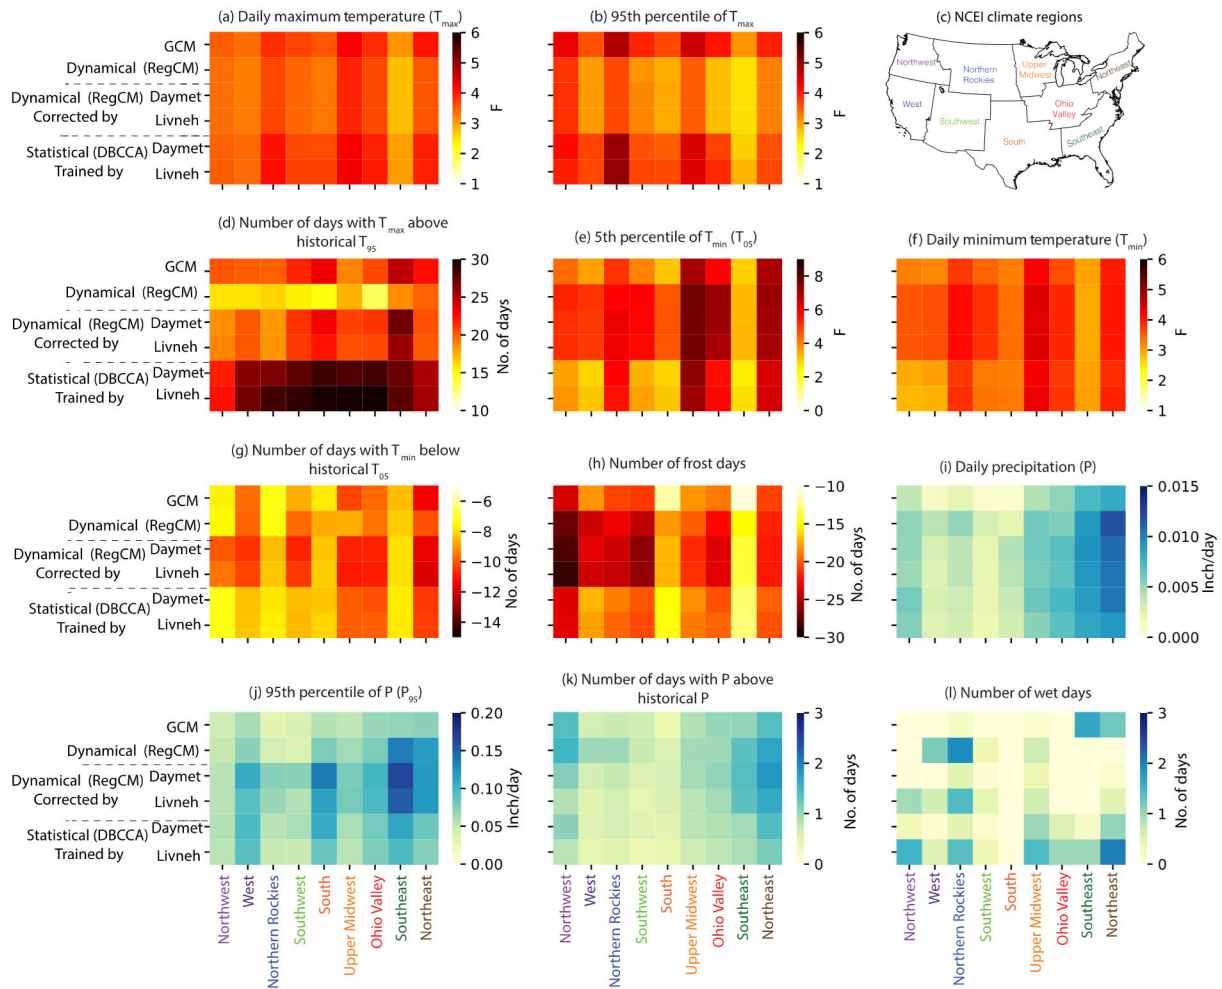 (a) Daily maximum temperature (Tmax)
GCM
Dynamical (RegCM)
Dynamical (RegCM) Daymet
Corrected by Livneh
Statistical (DBCCA) Daymet
Trained by Livneh
6
5
4
3
2
1
F
(b) 95th percentile of Tmax
6
5
4
3
2
1
F
(c) NCEI climate regions
Northwest
Northern
Rockies
Upper
Midwest
Northeast
West
Southwest
Ohio
Valley
South
Southeast
(d) Number of days with Tmax above
historical T95
GCM
Dynamical (RegCM)
Dynamical (RegCM) Daymet
Corrected by Livneh
Statistical (DBCCA) Daymet
Trained by Livneh
30
25
20
15
10
No. of days
(e) 5th percentile of Tmin (T05)
8
6
4
2
0
F
(f) Daily minimum temperature (Tmin)
6
5
4
3
2
1
F
(g) Number of days with Tmin below
historical T05
GCM
Dynamical (RegCM)
Dynamical (RegCM) Daymet
Corrected by Livneh
Statistical (DBCCA) Daymet
Trained by Livneh
−6
−8
−10
−12
−14
No. of days
(h) Number of frost days
−10
−15
−20
−25
−30
No. of days
(i) Daily precipitation (P)
0.015
0.010
0.005
0.000
Inch/day
(j) 95th percentile of P (P95)
GCM
Dynamical (RegCM)
Dynamical (RegCM) Daymet
Corrected by Livneh
Statistical (DBCCA) Daymet
Trained by Livneh
0.20
0.15
0.10
0.05
0.00
Inch/day
Northwest
West
Northern Rockies
Southwest
South
Upper Midwest
Ohio Valley
Southeast
Northeast
(k) Number of days with P above
historical P
3
2
1
0
No. of days
Northwest
West
Northern Rockies
Southwest
South
Upper Midwest
Ohio Valley
Southeast
Northeast
(l) Number of wet days
3
2
1
0
No. of days
Northwest
West
Northern Rockies
Southwest
South
Upper Midwest
Ohio Valley
Southeast
Northeast